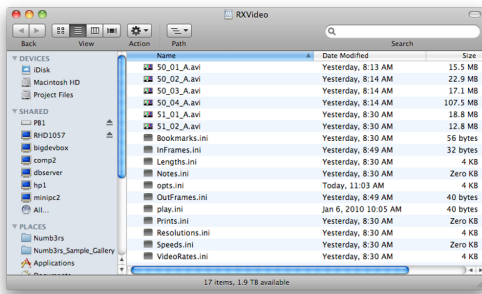 RXVideo
Back View Action Path Search
Name Date Modified Size
DEVICES
iDisk
Macintosh HD
Project Files
SHARED
PB1
RHD1057
bigdevbox
comp2
dbserver
hp1
minipc2
All...
PLACES
Numb3rs
Numb3rs_Sample_Gallery
Applications
Documents
50_01_A.avi Yesterday, 8:13 AM 15.5 MB
50_02_A.avi Yesterday, 8:14 AM 22.9 MB
50_03_A.avi Yesterday, 8:14 AM 17.1 MB
50_04_A.avi Yesterday, 8:14 AM 107.5 MB
51_01_A.avi Yesterday, 8:30 AM 18.8 MB
51_02_A.avi Yesterday, 8:30 AM 12.8 MB
Bookmarks.ini Yesterday, 8:30 AM 56 bytes
InFrames.ini Yesterday, 8:49 AM 32 bytes
Lengths.ini Yesterday, 8:30 AM 4 KB
Notes.ini Yesterday, 8:30 AM Zero KB
opts.ini Today, 11:03 AM 4 KB
OutFrames.ini Yesterday, 8:49 AM 40 bytes
play.ini Jan 6, 2010 10:05 AM 40 bytes
Prints.ini Yesterday, 8:30 AM Zero KB
Resolutions.ini Yesterday, 8:30 AM 4 KB
Speeds.ini Yesterday, 8:30 AM Zero KB
VideoRates.ini Yesterday, 8:30 AM 4 KB
17 items, 1.9 TB available